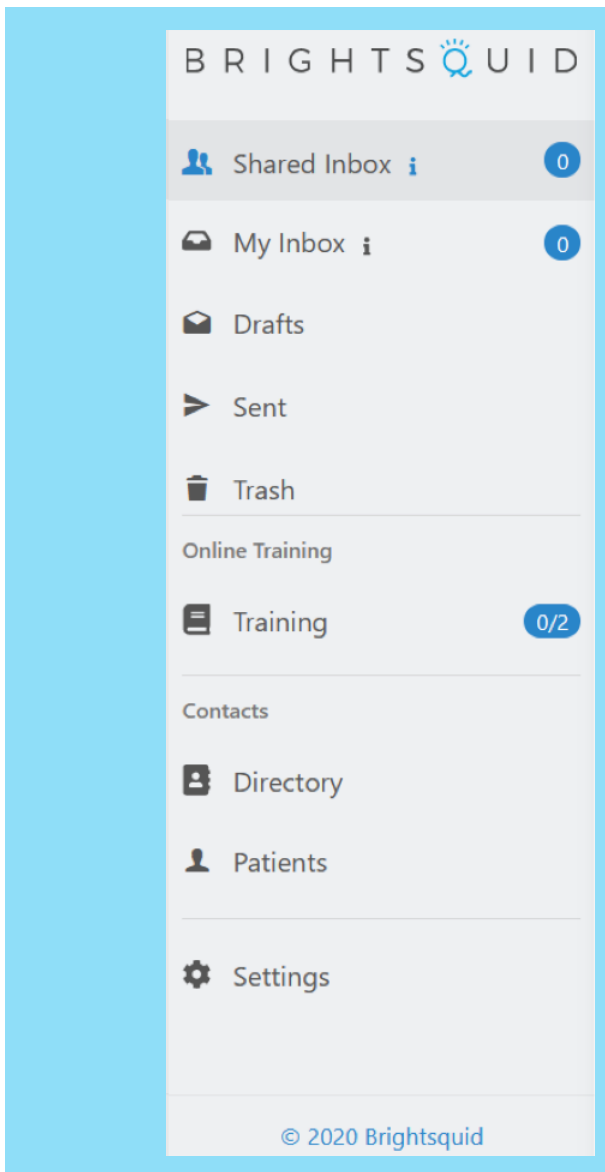 BRIGHTSQUID
Shared Inbox i 0
My Inbox i 0
Drafts
Sent
Trash
Online Training
Training 0/2
Contacts
Directory
Patients
Settings
© 2020 Brightsquid